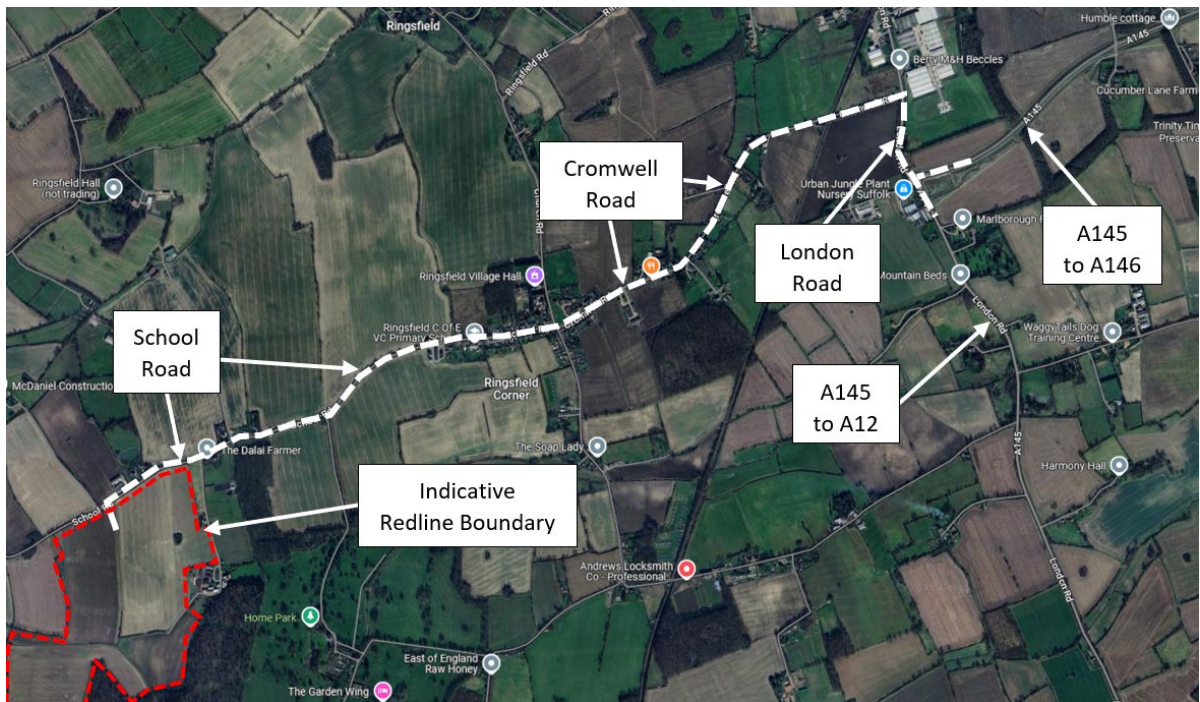 Ringsfield
Humble cottage
A145
Ringsfield Rd
Berry M&H Beccles
Cucumber Lane Farm
A145
Trinity
Preserva
Cromwell
Road
Ringsfield Hall
(not trading)
Urban Jungle Plant
Nursery Suffolk
Marlborough
London
Road
A145
to A146
Ringsfield Village Hall
Mountain Beds
London Rd
School
Road
Ringsfield C Of E
VC Primary Sch
WaggyTails Dog
Training Centre
McDaniel Construction
Ringsfield
Corner
A145
to A12
The Dalai Farmer
The Soap Lady
A145
Harmony Hall
Indicative
Redline Boundary
School
Andrews Locksmith
Co - Professional
London Rd
Home Park
East of England
Raw Honey
The Garden Wing